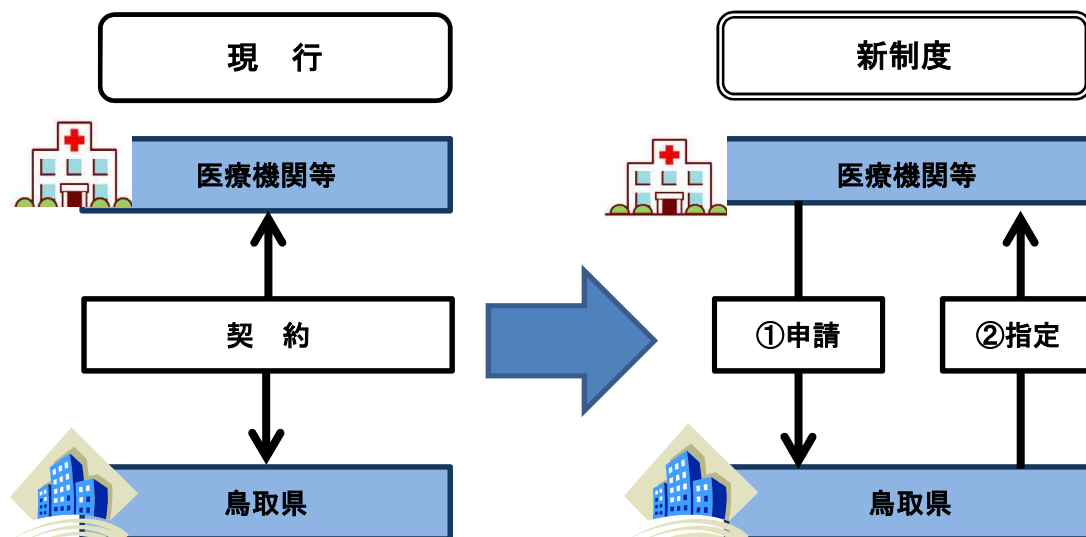 現　行
新制度
医療機関等
医療機関等
契　約
①申請
②指定
鳥取県
鳥取県